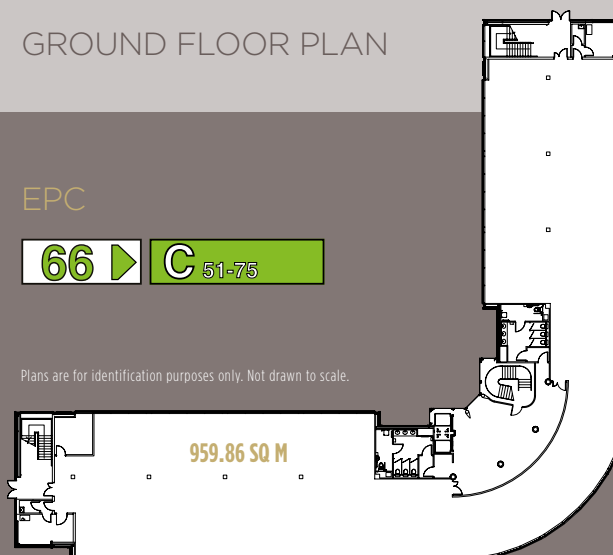 GROUND FLOOR PLAN
EPC
66 C 51-75
Plans are for identification purposes only. Not drawn to scale.
959.86 SQ M